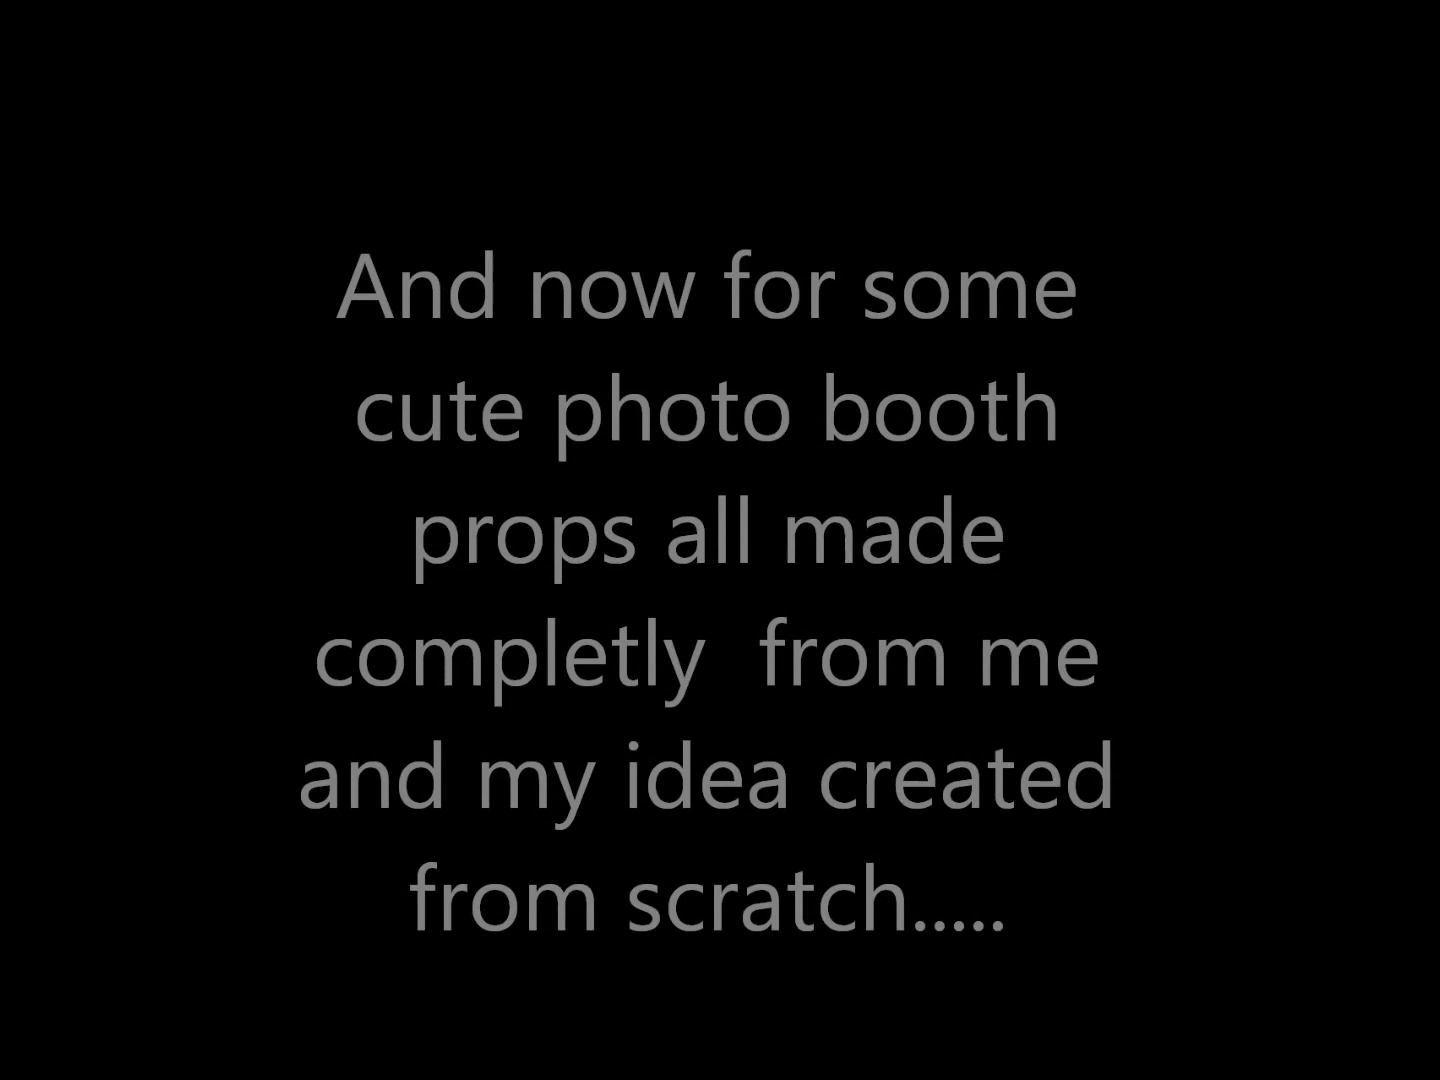 And now for some
cute photo booth
props all made
completly  from me
and my idea created
from scratch.....